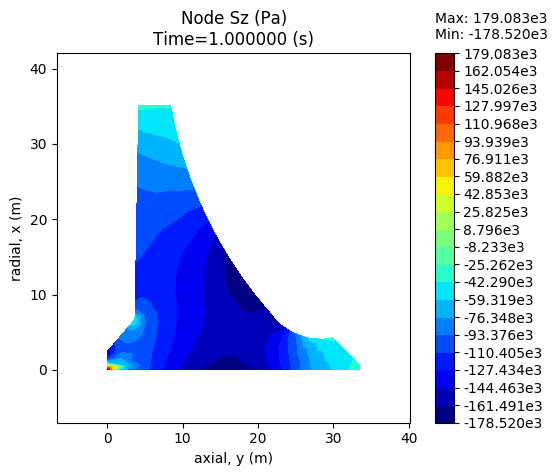 Node Sz (Pa)
Time=1.000000 (s)
Max: 179.083e3
Min: -178.520e3
179.083e3
162.054e3
145.026e3
127.997e3
110.968e3
93.939e3
76.911e3
59.882e3
42.853e3
25.825e3
8.796e3
-8.233e3
-25.262e3
-42.290e3
-59.319e3
-76.348e3
-93.376e3
-110.405e3
-127.434e3
-144.463e3
-161.491e3
-178.520e3
40
30
20
10
0
radial, x (m)
0
10
20
30
40
axial, y (m)